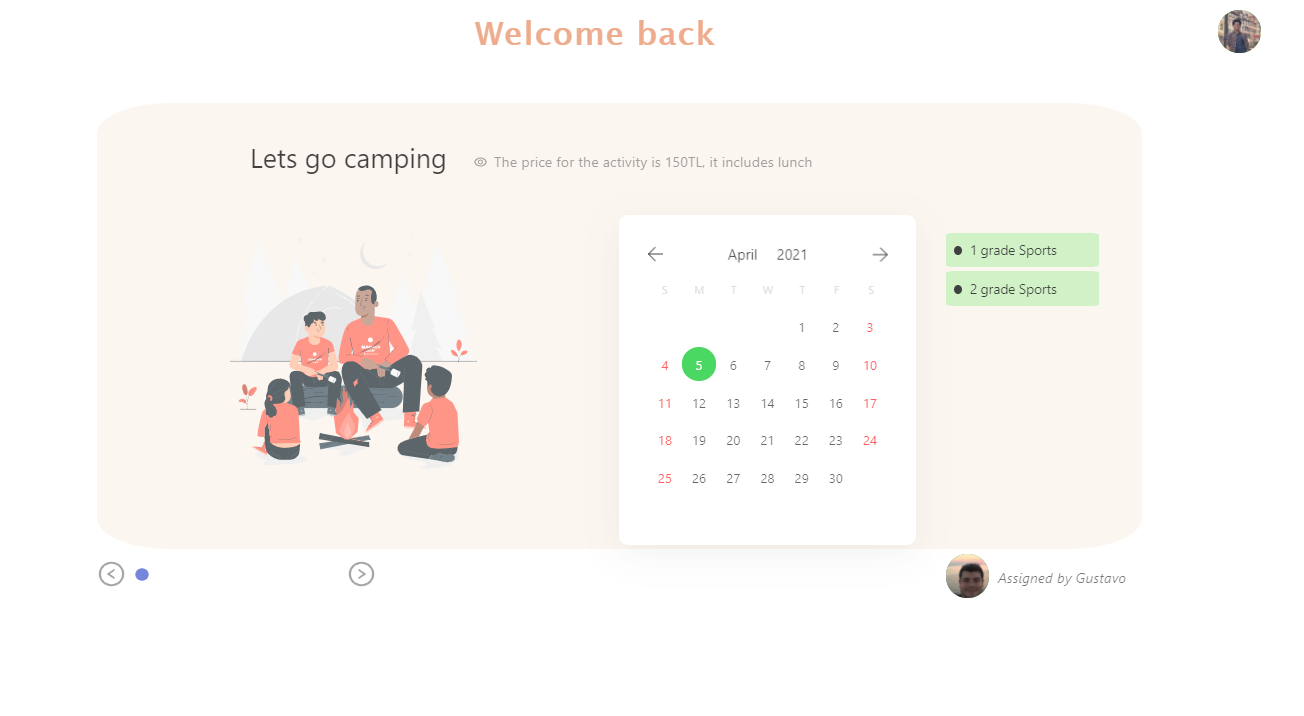 Welcome back
Lets go camping
The price for the activity is 150TL, it includes lunch
April 2021
S M T W T F S
1 2 3
4 5 6 7 8 9 10
11 12 13 14 15 16 17
18 19 20 21 22 23 24
25 26 27 28 29 30
1 grade Sports
2 grade Sports
Assigned by Gustavo